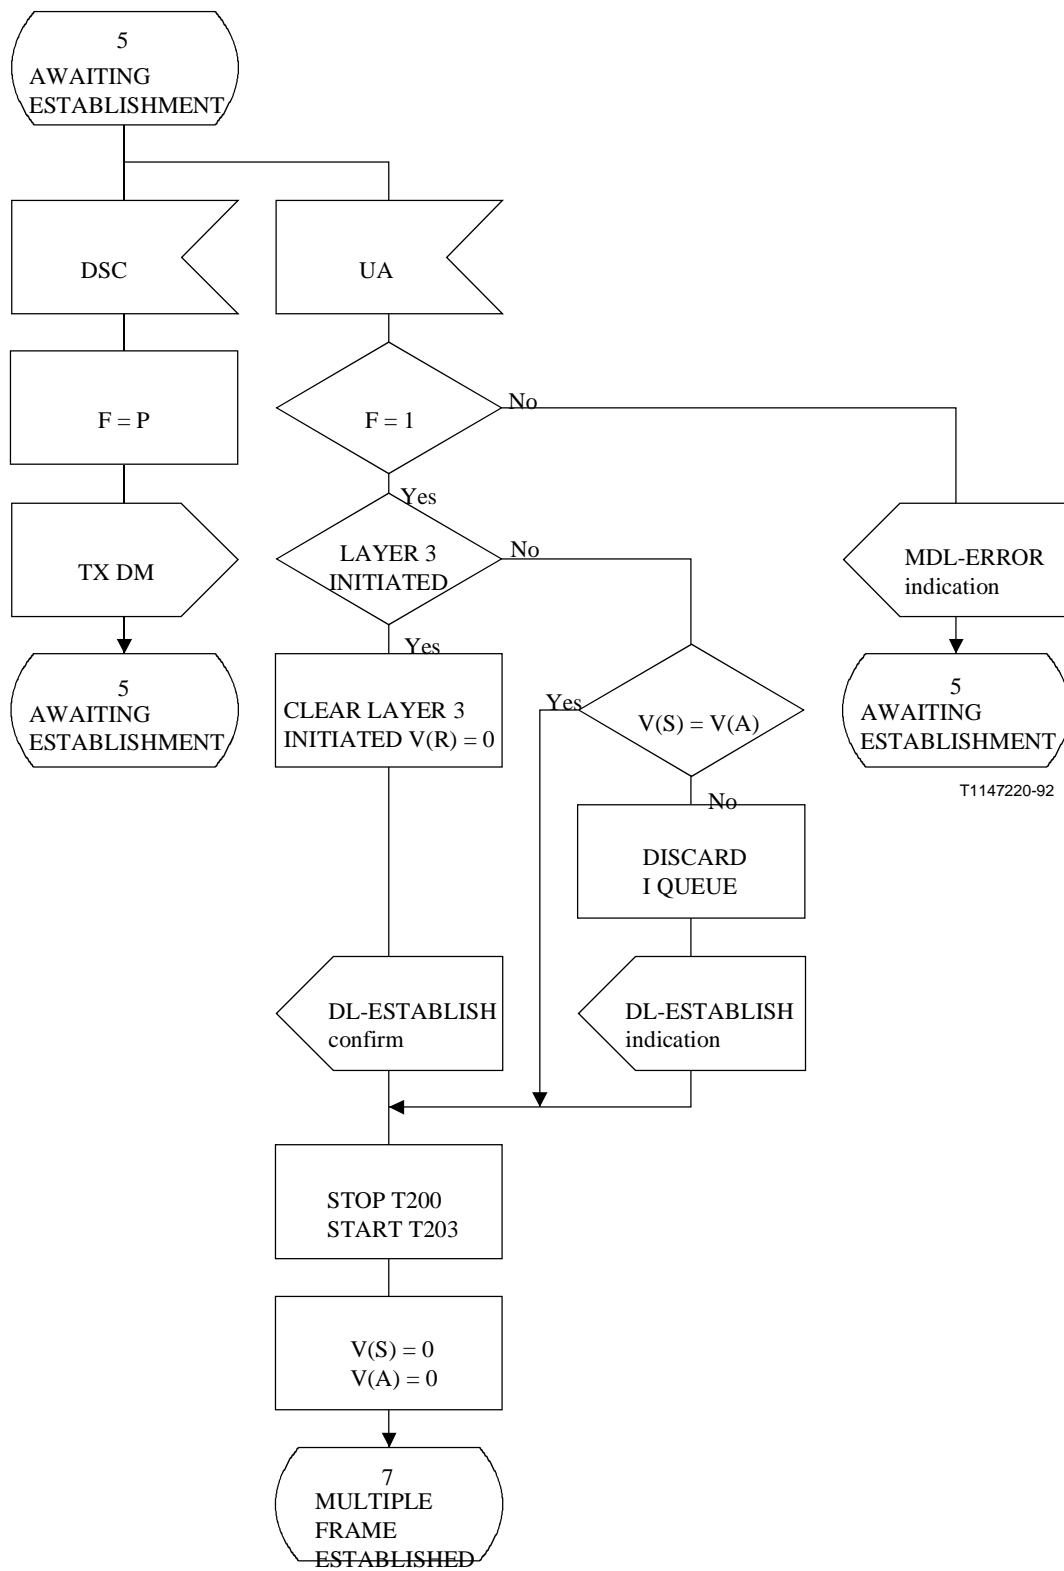 5
AWAITING
ESTABLISHMENT
DSC
UA
F = P
F = 1
No
Yes
TX DM
LAYER 3
INITIATED
No
MDL-ERROR
indication
Yes
5
AWAITING
ESTABLISHMENT
CLEAR LAYER 3
INITIATED V(R) = 0
Yes
V(S) = V(A)
5
AWAITING
ESTABLISHMENT
T1147220-92
No
DISCARD
I QUEUE
DL-ESTABLISH
confirm
DL-ESTABLISH
indication
STOP T200
START T203
V(S) = 0
V(A) = 0
7
MULTIPLE
FRAME
ESTABLISHED